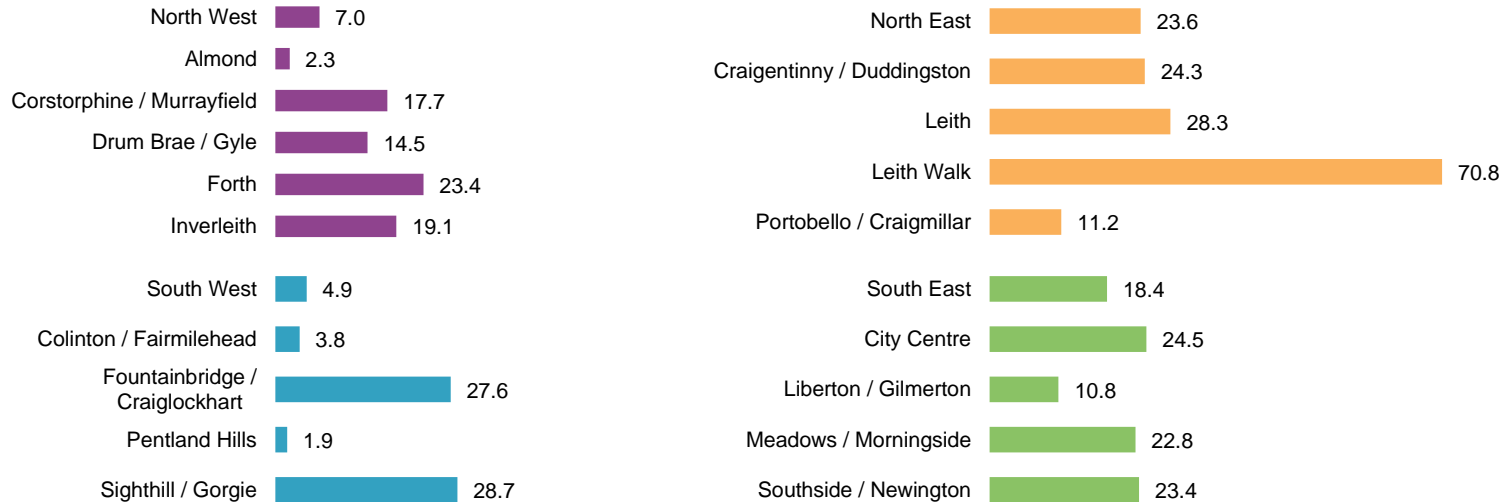 North West 7.0
Almond 2.3
Corstorphine / Murrayfield 17.7
Drum Brae / Gyle 14.5
Forth 23.4
Inverleith 19.1
South West 4.9
Colinton / Fairmilehead 3.8
Fountainbridge /
Craiglockhart 27.6
Pentland Hills 1.9
Sighthill / Gorgie 28.7
North East 23.6
Craigentinny / Duddingston 24.3
Leith 28.3
Leith Walk 70.8
Portobello / Craigmillar 11.2
South East 18.4
City Centre 24.5
Liberton / Gilmerton 10.8
Meadows / Morningside 22.8
Southside / Newington 23.4